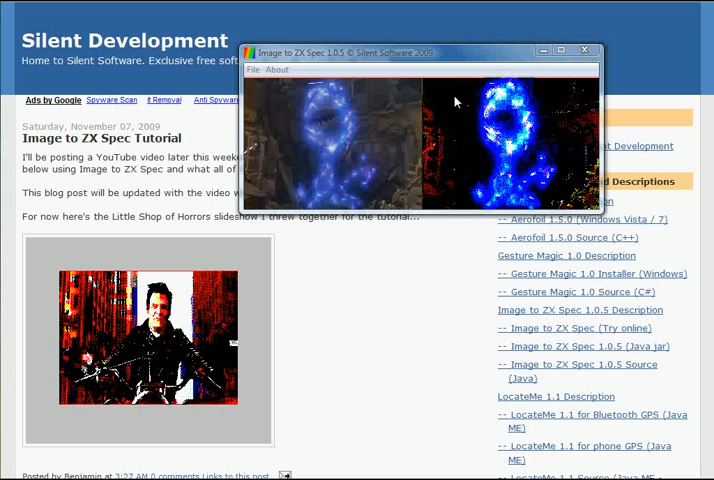 Silent Development
Home to Silent Software. Exclusive free soft
Image to ZX Spec 1.0.5 © Silent Software 2009
File About
Ads by Google Spyware Scan It Removal Anti Spyware
Saturday, November 07, 2009
Image to ZX Spec Tutorial
I'll be posting a YouTube video later this weeke
below using Image to ZX Spec and what all of
This blog post will be updated with the video w
For now here's the Little Shop of Horrors slideshow I threw together for the tutorial...
Posted by Benjamin at 3:27 AM 0 comments Links to this post
nt Development
d Descriptions
on
-- Aerofoil 1.5.0 (Windows Vista / 7)
-- Aerofoil 1.5.0 Source (C++)
Gesture Magic 1.0 Description
-- Gesture Magic 1.0 Installer (Windows)
-- Gesture Magic 1.0 Source (C#)
Image to ZX Spec 1.0.5 Description
-- Image to ZX Spec (Try online)
-- Image to ZX Spec 1.0.5 (Java jar)
-- Image to ZX Spec 1.0.5 Source
(Java)
LocateMe 1.1 Description
-- LocateMe 1.1 for Bluetooth GPS (Java
ME)
-- LocateMe 1.1 for phone GPS (Java
ME)
-- LocateMe 1.1 Source (Java ME -